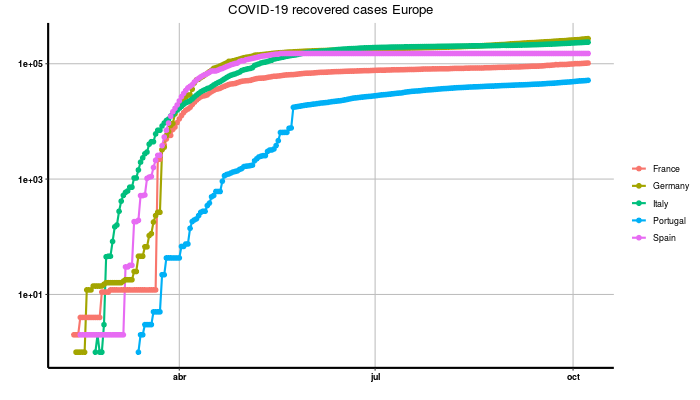 COVID-19 recovered cases Europe
1e+05
1e+03
1e+01
abr
jul
oct
France
Germany
Italy
Portugal
Spain